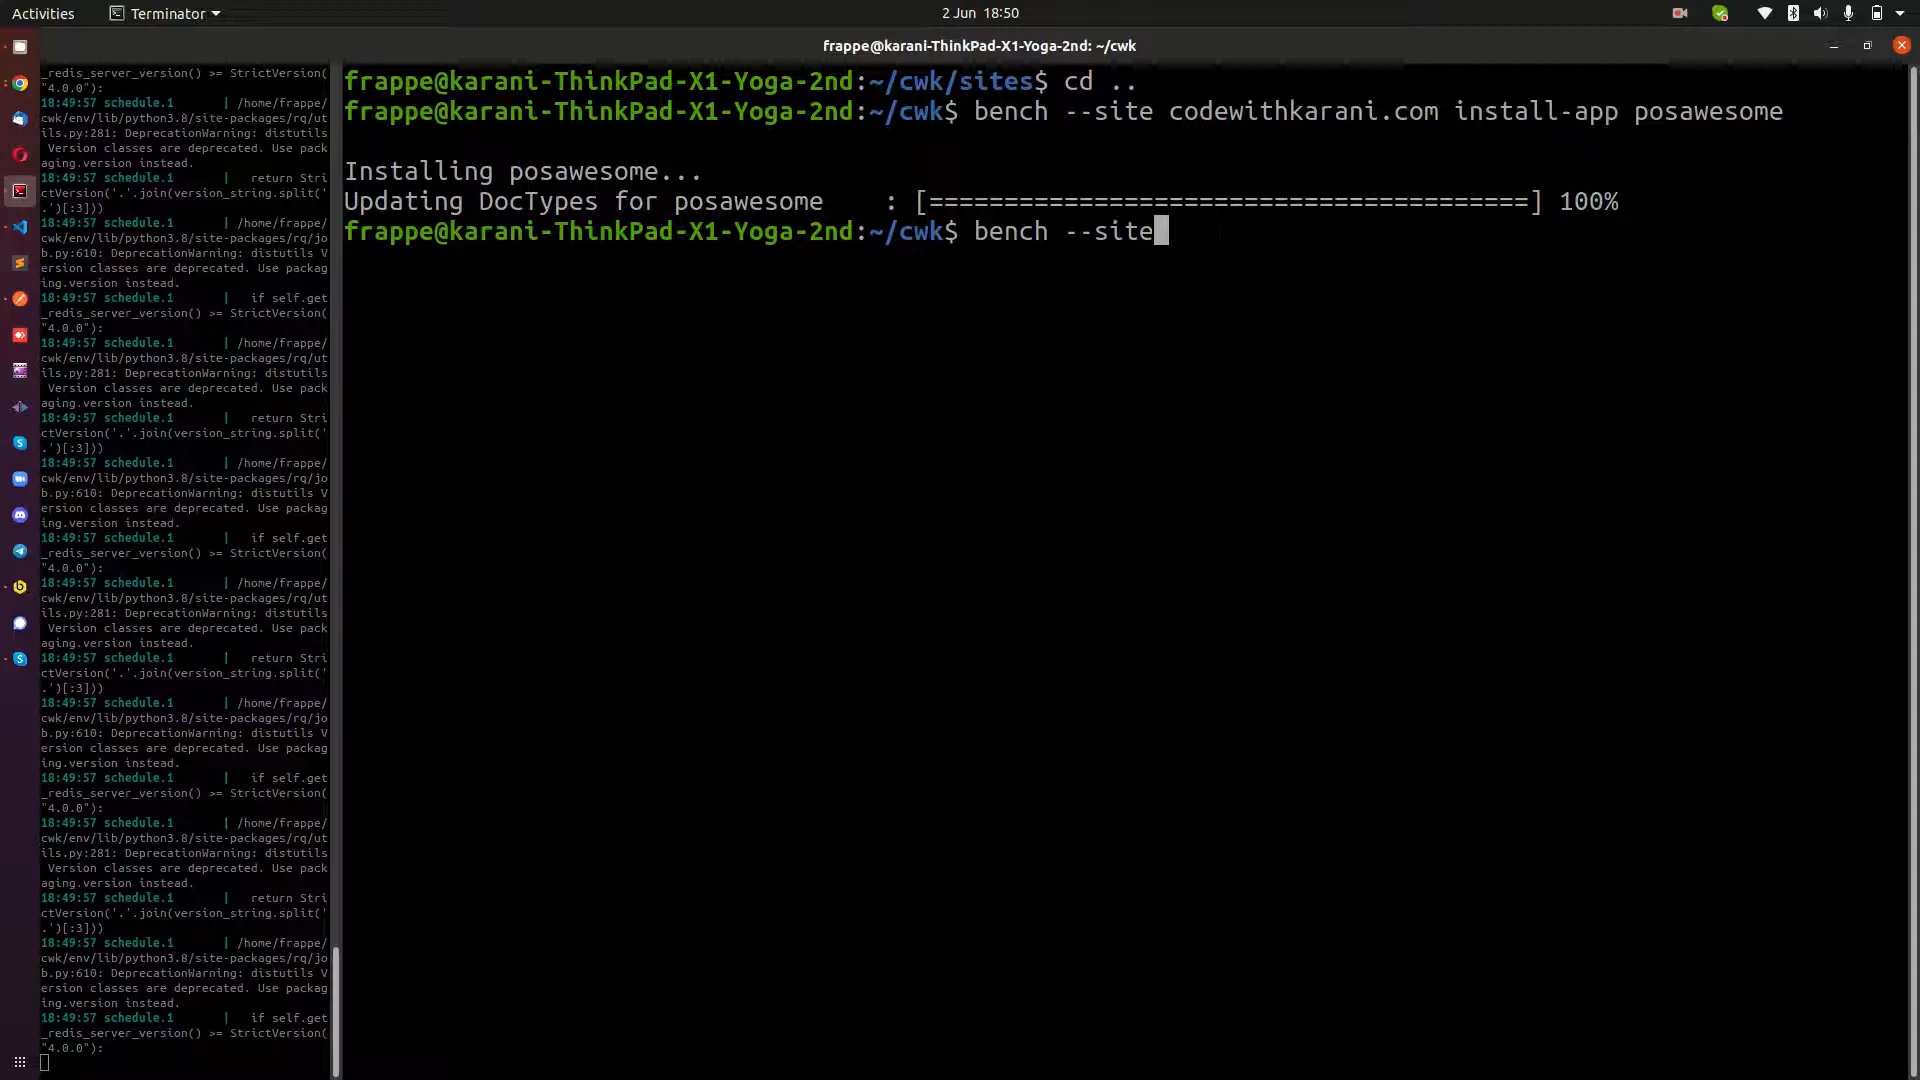 Activities
Terminator
2 Jun 18:50
frappe@karani-ThinkPad-X1-Yoga-2nd: ~/cwk
_redis_server_version() >= StrictVersion(
"4.0.0"):
18:49:57 schedule.1       | /home/frappe/
cwk/env/lib/python3.8/site-packages/rq/ut
ils.py:281: DeprecationWarning: distutils
 Version classes are deprecated. Use pack
aging.version instead.
18:49:57 schedule.1       |   return Stri
ctVersion('.'.join(version_string.split('
.')[:3]))
18:49:57 schedule.1       | /home/frappe/
cwk/env/lib/python3.8/site-packages/rq/jo
b.py:610: DeprecationWarning: distutils V
ersion classes are deprecated. Use packag
ing.version instead.
18:49:57 schedule.1       |   if self.get
_redis_server_version() >= StrictVersion(
"4.0.0"):
18:49:57 schedule.1       | /home/frappe/
cwk/env/lib/python3.8/site-packages/rq/ut
ils.py:281: DeprecationWarning: distutils
 Version classes are deprecated. Use pack
aging.version instead.
18:49:57 schedule.1       |   return Stri
ctVersion('.'.join(version_string.split('
.')[:3]))
18:49:57 schedule.1       | /home/frappe/
cwk/env/lib/python3.8/site-packages/rq/jo
b.py:610: DeprecationWarning: distutils V
ersion classes are deprecated. Use packag
ing.version instead.
18:49:57 schedule.1       |   if self.get
_redis_server_version() >= StrictVersion(
"4.0.0"):
18:49:57 schedule.1       | /home/frappe/
cwk/env/lib/python3.8/site-packages/rq/ut
ils.py:281: DeprecationWarning: distutils
 Version classes are deprecated. Use pack
aging.version instead.
18:49:57 schedule.1       |   return Stri
ctVersion('.'.join(version_string.split('
.')[:3]))
18:49:57 schedule.1       | /home/frappe/
cwk/env/lib/python3.8/site-packages/rq/jo
b.py:610: DeprecationWarning: distutils V
ersion classes are deprecated. Use packag
ing.version instead.
18:49:57 schedule.1       |   if self.get
_redis_server_version() >= StrictVersion(
"4.0.0"):
18:49:57 schedule.1       | /home/frappe/
cwk/env/lib/python3.8/site-packages/rq/ut
ils.py:281: DeprecationWarning: distutils
 Version classes are deprecated. Use pack
aging.version instead.
18:49:57 schedule.1       |   return Stri
ctVersion('.'.join(version_string.split('
.')[:3]))
18:49:57 schedule.1       | /home/frappe/
cwk/env/lib/python3.8/site-packages/rq/jo
b.py:610: DeprecationWarning: distutils V
ersion classes are deprecated. Use packag
ing.version instead.
18:49:57 schedule.1       |   if self.get
_redis_server_version() >= StrictVersion(
"4.0.0"):
frappe@karani-ThinkPad-X1-Yoga-2nd:~/cwk/sites$ cd ..
frappe@karani-ThinkPad-X1-Yoga-2nd:~/cwk$ bench --site codewithkarani.com install-app posawesome
Installing posawesome...
Updating DocTypes for posawesome    : [========================================] 100%
frappe@karani-ThinkPad-X1-Yoga-2nd:~/cwk$ bench --site